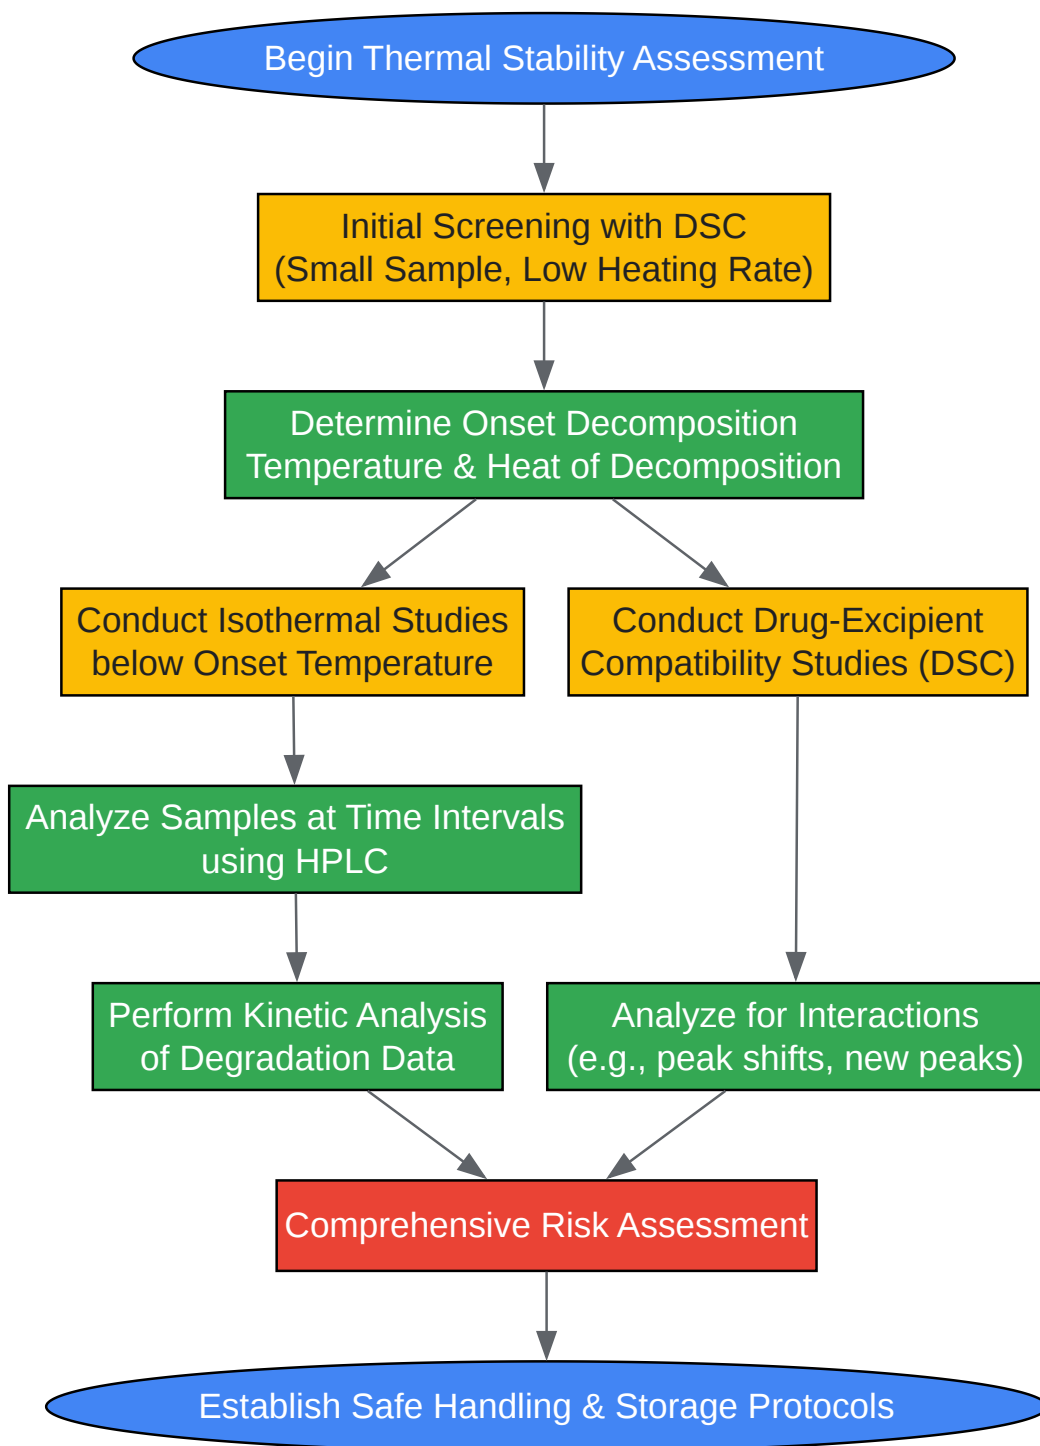 Begin Thermal Stability Assessment
Initial Screening with DSC
(Small Sample, Low Heating Rate)
Determine Onset Decomposition
Temperature & Heat of Decomposition
Conduct Isothermal Studies
below Onset Temperature
Conduct Drug-Excipient
Compatibility Studies (DSC)
Analyze Samples at Time Intervals
using HPLC
Perform Kinetic Analysis
of Degradation Data
Analyze for Interactions
(e.g., peak shifts, new peaks)
Comprehensive Risk Assessment
Establish Safe Handling & Storage Protocols